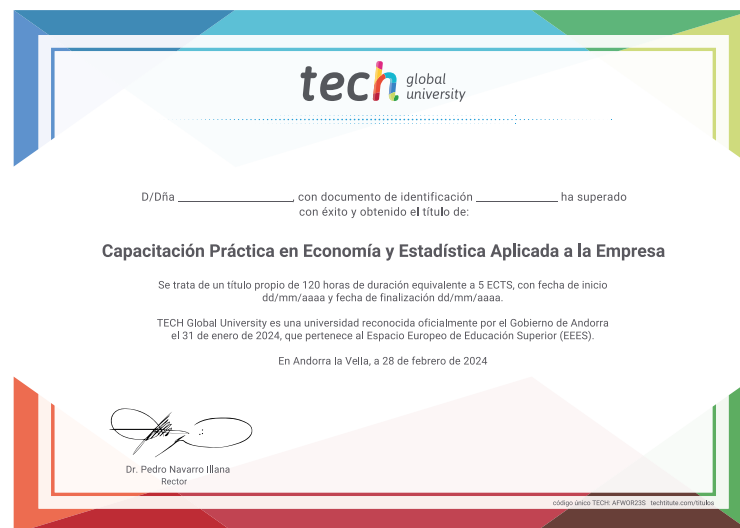 tech global
university
D/Dña ____________________, con documento de identificación ______________ ha superado
con éxito y obtenido el título de:
Capacitación Práctica en Economía y Estadística Aplicada a la Empresa
Se trata de un título propio de 120 horas de duración equivalente a 5 ECTS, con fecha de inicio
dd/mm/aaaa y fecha de finalización dd/mm/aaaa.
TECH Global University es una universidad reconocida oficialmente por el Gobierno de Andorra
el 31 de enero de 2024, que pertenece al Espacio Europeo de Educación Superior (EEES).
En Andorra la Vella, a 28 de febrero de 2024
Dr. Pedro Navarro Illana
Rector
código único TECH: AFWOR23S techtitute.com/titulos